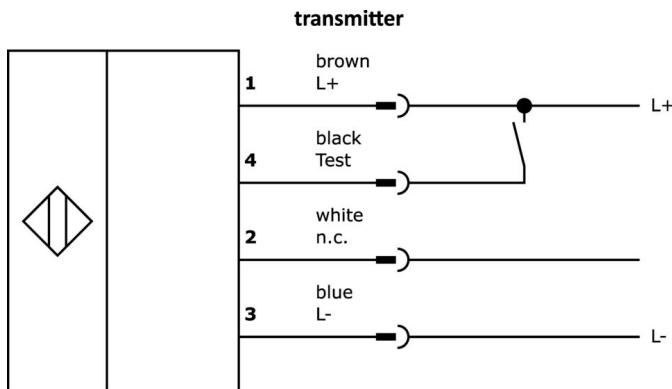 transmitter
brown
1 L+ L+
black
4 Test
white
2 n.c.
blue
3 L- L-